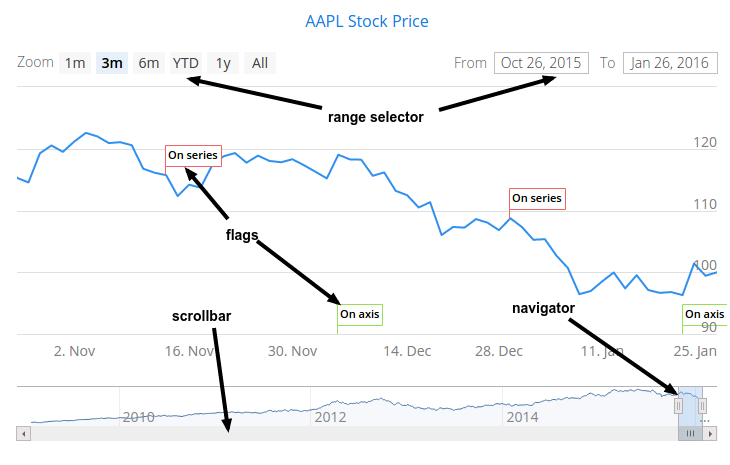 AAPL Stock Price
Zoom 1m 3m 6m YTD 1y All From Oct 26, 2015 To Jan 26, 2016
range selector
120
On series
On series
110
flags
100
scrollbar
On axis
navigator
On axis
90
2. Nov 16. Nov 30. Nov 14. Dec 28. Dec 11. Jan 25. Jan
2010 2012 2014 ...